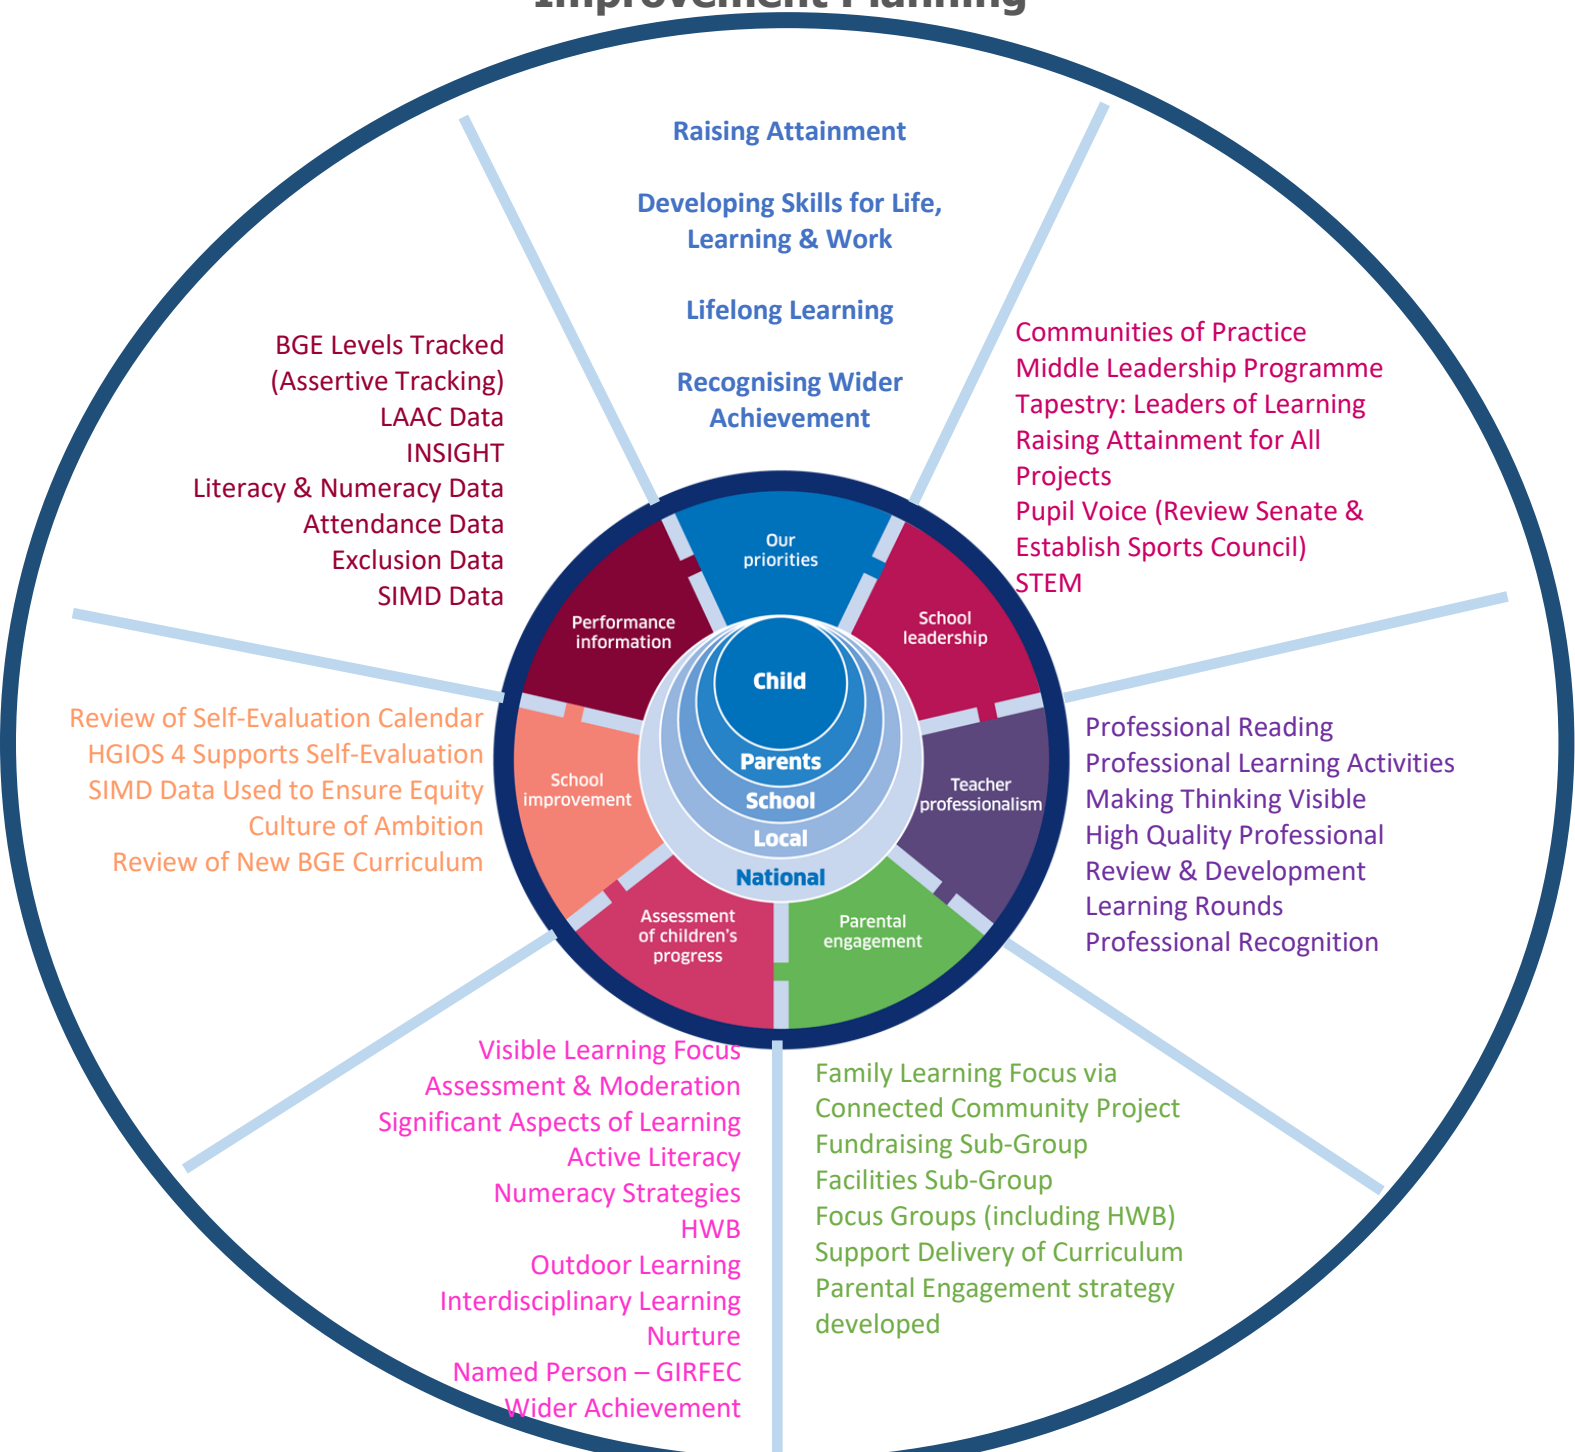 Improvement Planning
Raising Attainment
Developing Skills for Life,
Learning & Work
Lifelong Learning
Recognising Wider
Achievement
BGE Levels Tracked
(Assertive Tracking)
LAAC Data
INSIGHT
Literacy & Numeracy Data
Attendance Data
Exclusion Data
SIMD Data
Communities of Practice
Middle Leadership Programme
Tapestry: Leaders of Learning
Raising Attainment for All
Projects
Pupil Voice (Review Senate &
Establish Sports Council)
STEM
Our
priorities
Performance
information
School
leadership
Child
Parents
School
Local
National
School
improvement
Teacher
professionalism
Assessment
of children's
progress
Parental
engagement
Review of Self-Evaluation Calendar
HGIOS 4 Supports Self-Evaluation
SIMD Data Used to Ensure Equity
Culture of Ambition
Review of New BGE Curriculum
Professional Reading
Professional Learning Activities
Making Thinking Visible
High Quality Professional
Review & Development
Learning Rounds
Professional Recognition
Visible Learning Focus
Assessment & Moderation
Significant Aspects of Learning
Active Literacy
Numeracy Strategies
HWB
Outdoor Learning
Interdisciplinary Learning
Nurture
Named Person – GIRFEC
Wider Achievement
Family Learning Focus via
Connected Community Project
Fundraising Sub-Group
Facilities Sub-Group
Focus Groups (including HWB)
Support Delivery of Curriculum
Parental Engagement strategy
developed